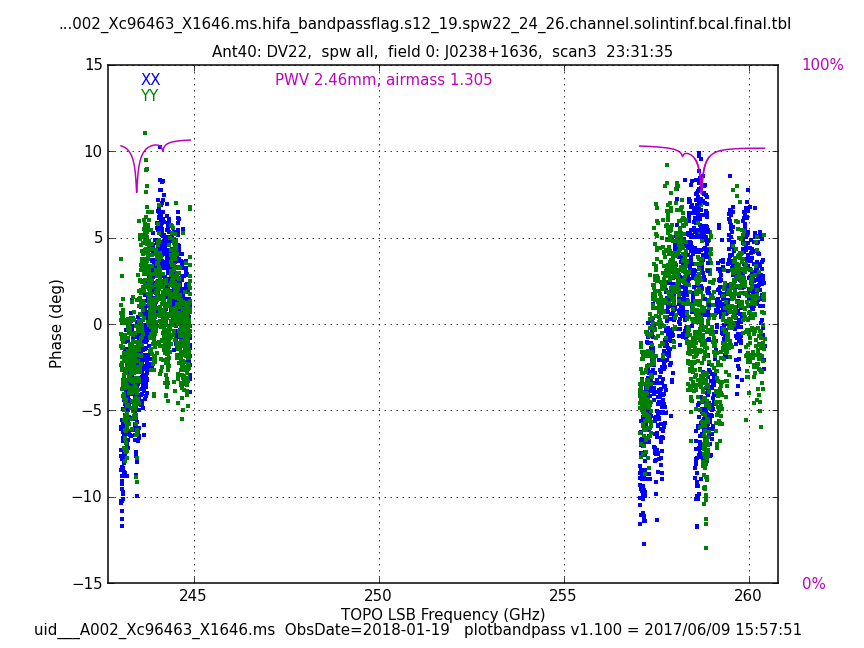 ...002_Xc96463_X1646.ms.hifa_bandpassflag.s12_19.spw22_24_26.channel.solintinf.bcal.final.tbl
Ant40: DV22,  spw all,  field 0: J0238+1636,  scan3  23:31:35
15 100%
XX PWV 2.46mm, airmass 1.305
YY
10
5
Phase (deg)
0
−5
−10
−15 0%
245 250 255 260
TOPO LSB Frequency (GHz)
uid___A002_Xc96463_X1646.ms  ObsDate=2018-01-19   plotbandpass v1.100 = 2017/06/09 15:57:51